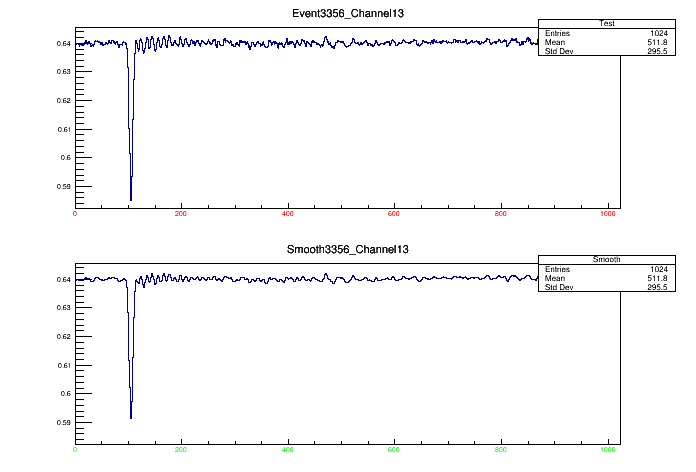 Event3356_Channel13
Test
Entries 1024
Mean 511.8
Std Dev 295.5
0.64
0.63
0.62
0.61
0.6
0.59
0 200 400 600 800 1000
Smooth3356_Channel13
Smooth
Entries 1024
Mean 511.8
Std Dev 295.5
0.64
0.63
0.62
0.61
0.6
0.59
0 200 400 600 800 1000